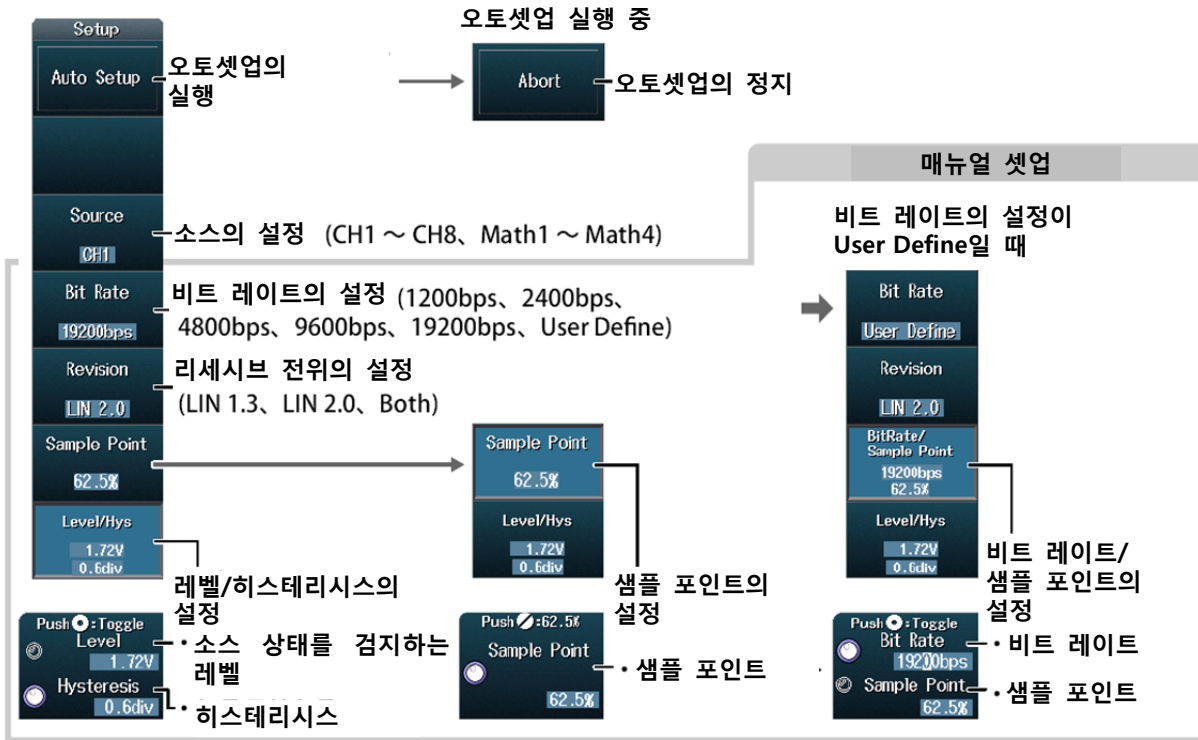 오토셋업 실행 중
Setup
Auto Setup
오토셋업의
실행
Abort
오토셋업의 정지
매뉴얼 셋업
Source
CH1
소스의 설정 (CH1 ~ CH8、Math1 ~ Math4)
비트 레이트의 설정이
User Define일 때
Bit Rate
19200bps
비트 레이트의 설정 (1200bps、2400bps、
4800bps、9600bps、19200bps、User Define)
Bit Rate
User Define
Revision
LIN 2.0
리세시브 전위의 설정
(LIN 1.3、LIN 2.0、Both)
Revision
LIN 2.0
Sample Point
62.5%
Sample Point
62.5%
BitRate/
Sample Point
19200bps
62.5%
Level/Hys
1.72V
0.6div
레벨/히스테리시스의
설정
Level/Hys
1.72V
0.6div
샘플 포인트의
설정
Level/Hys
1.72V
0.6div
비트 레이트/
샘플 포인트의
설정
Push :Toggle
Level
1.72V
Hysteresis
0.6div
・소스 상태를 검지하는
레벨
・히스테리시스
Push :62.5%
Sample Point
62.5%
・샘플 포인트
Push :Toggle
Bit Rate
19200bps
Sample Point
62.5%
・비트 레이트
・샘플 포인트